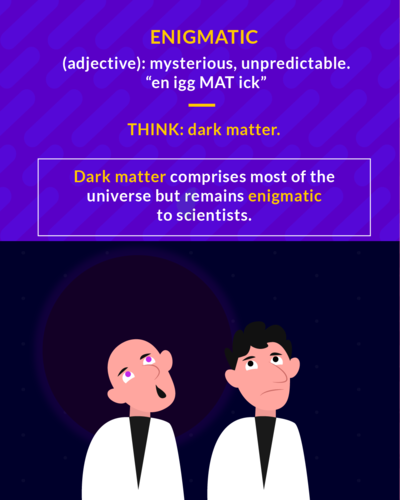 ENIGMATIC
(adjective): mysterious, unpredictable.
“en igg MAT ick”
THINK: dark matter.
Dark matter comprises most of the
universe but remains enigmatic
to scientists.